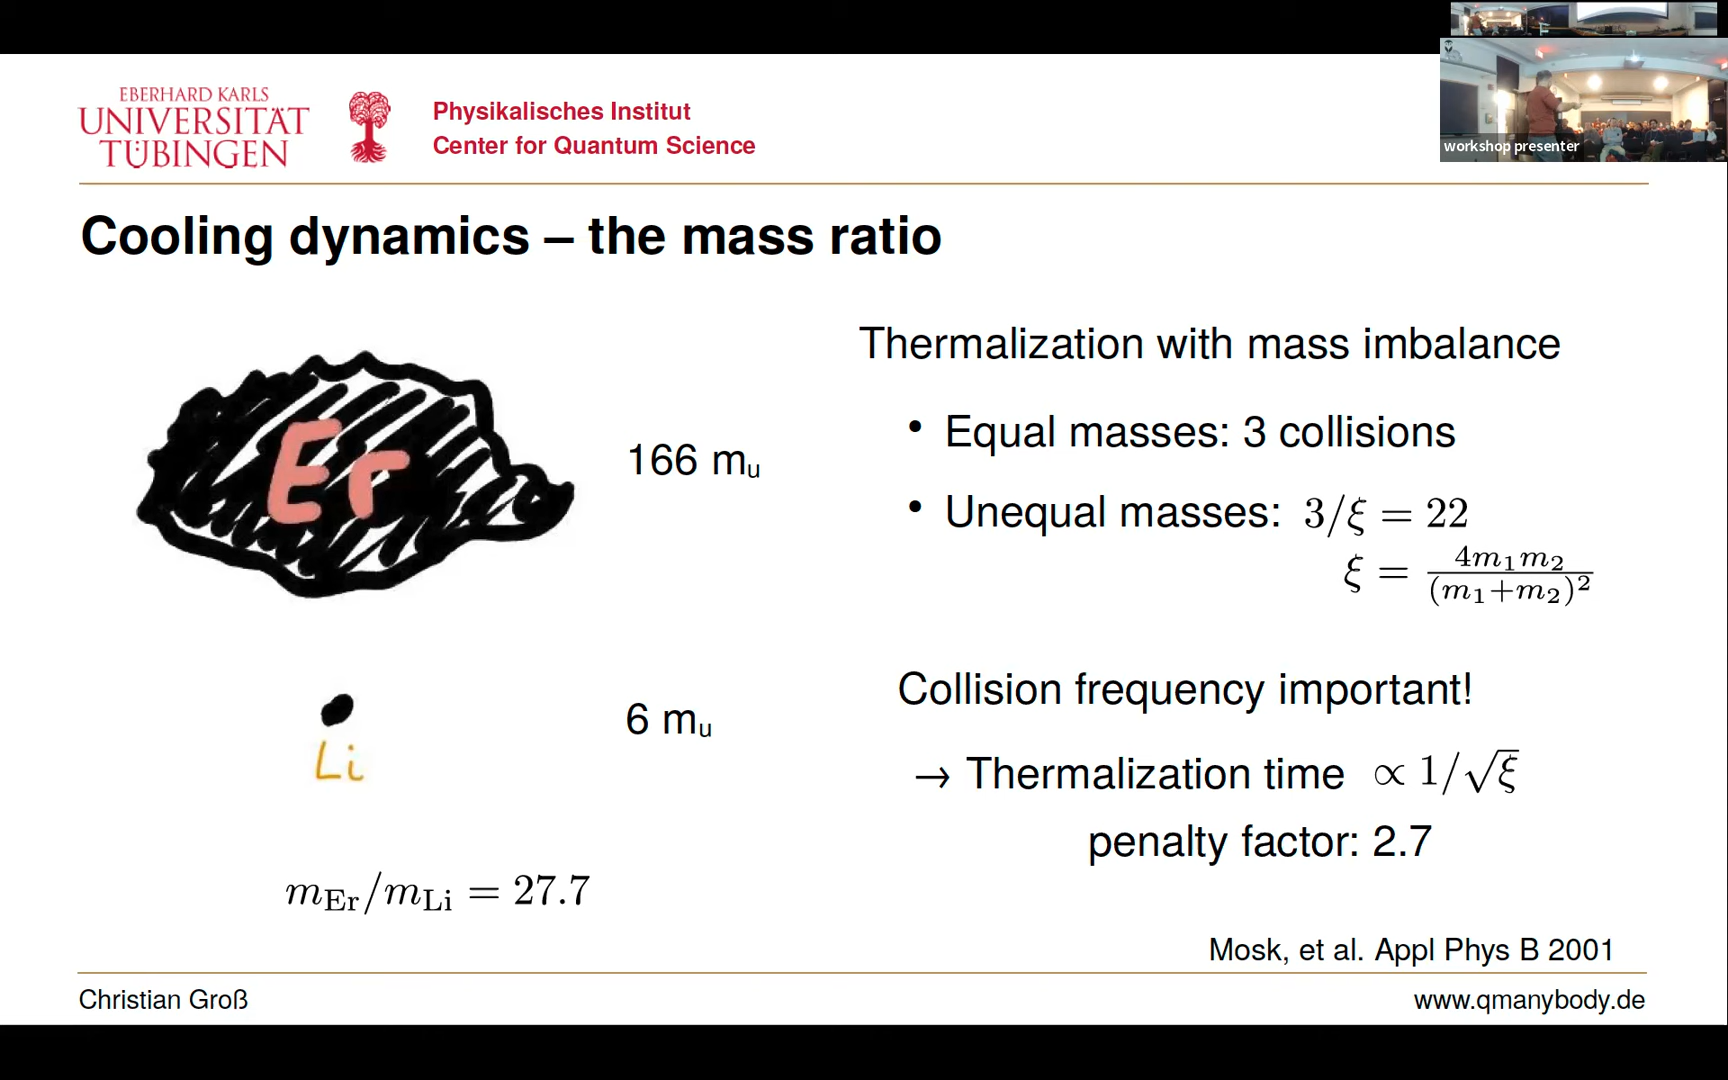 EBERHARD KARLS
UNIVERSITÄT
TÜBINGEN
Physikalisches Institut
Center for Quantum Science
workshop presenter
Cooling dynamics – the mass ratio
Er
166 mᵤ
Li
6 mᵤ
m_Er/m_Li = 27.7
Thermalization with mass imbalance
• Equal masses: 3 collisions
• Unequal masses: 3/ξ = 22
ξ = 4m₁m₂/(m₁+m₂)²
Collision frequency important!
→ Thermalization time ∝ 1/√ξ
penalty factor: 2.7
Mosk, et al. Appl Phys B 2001
Christian Groß
www.qmanybody.de